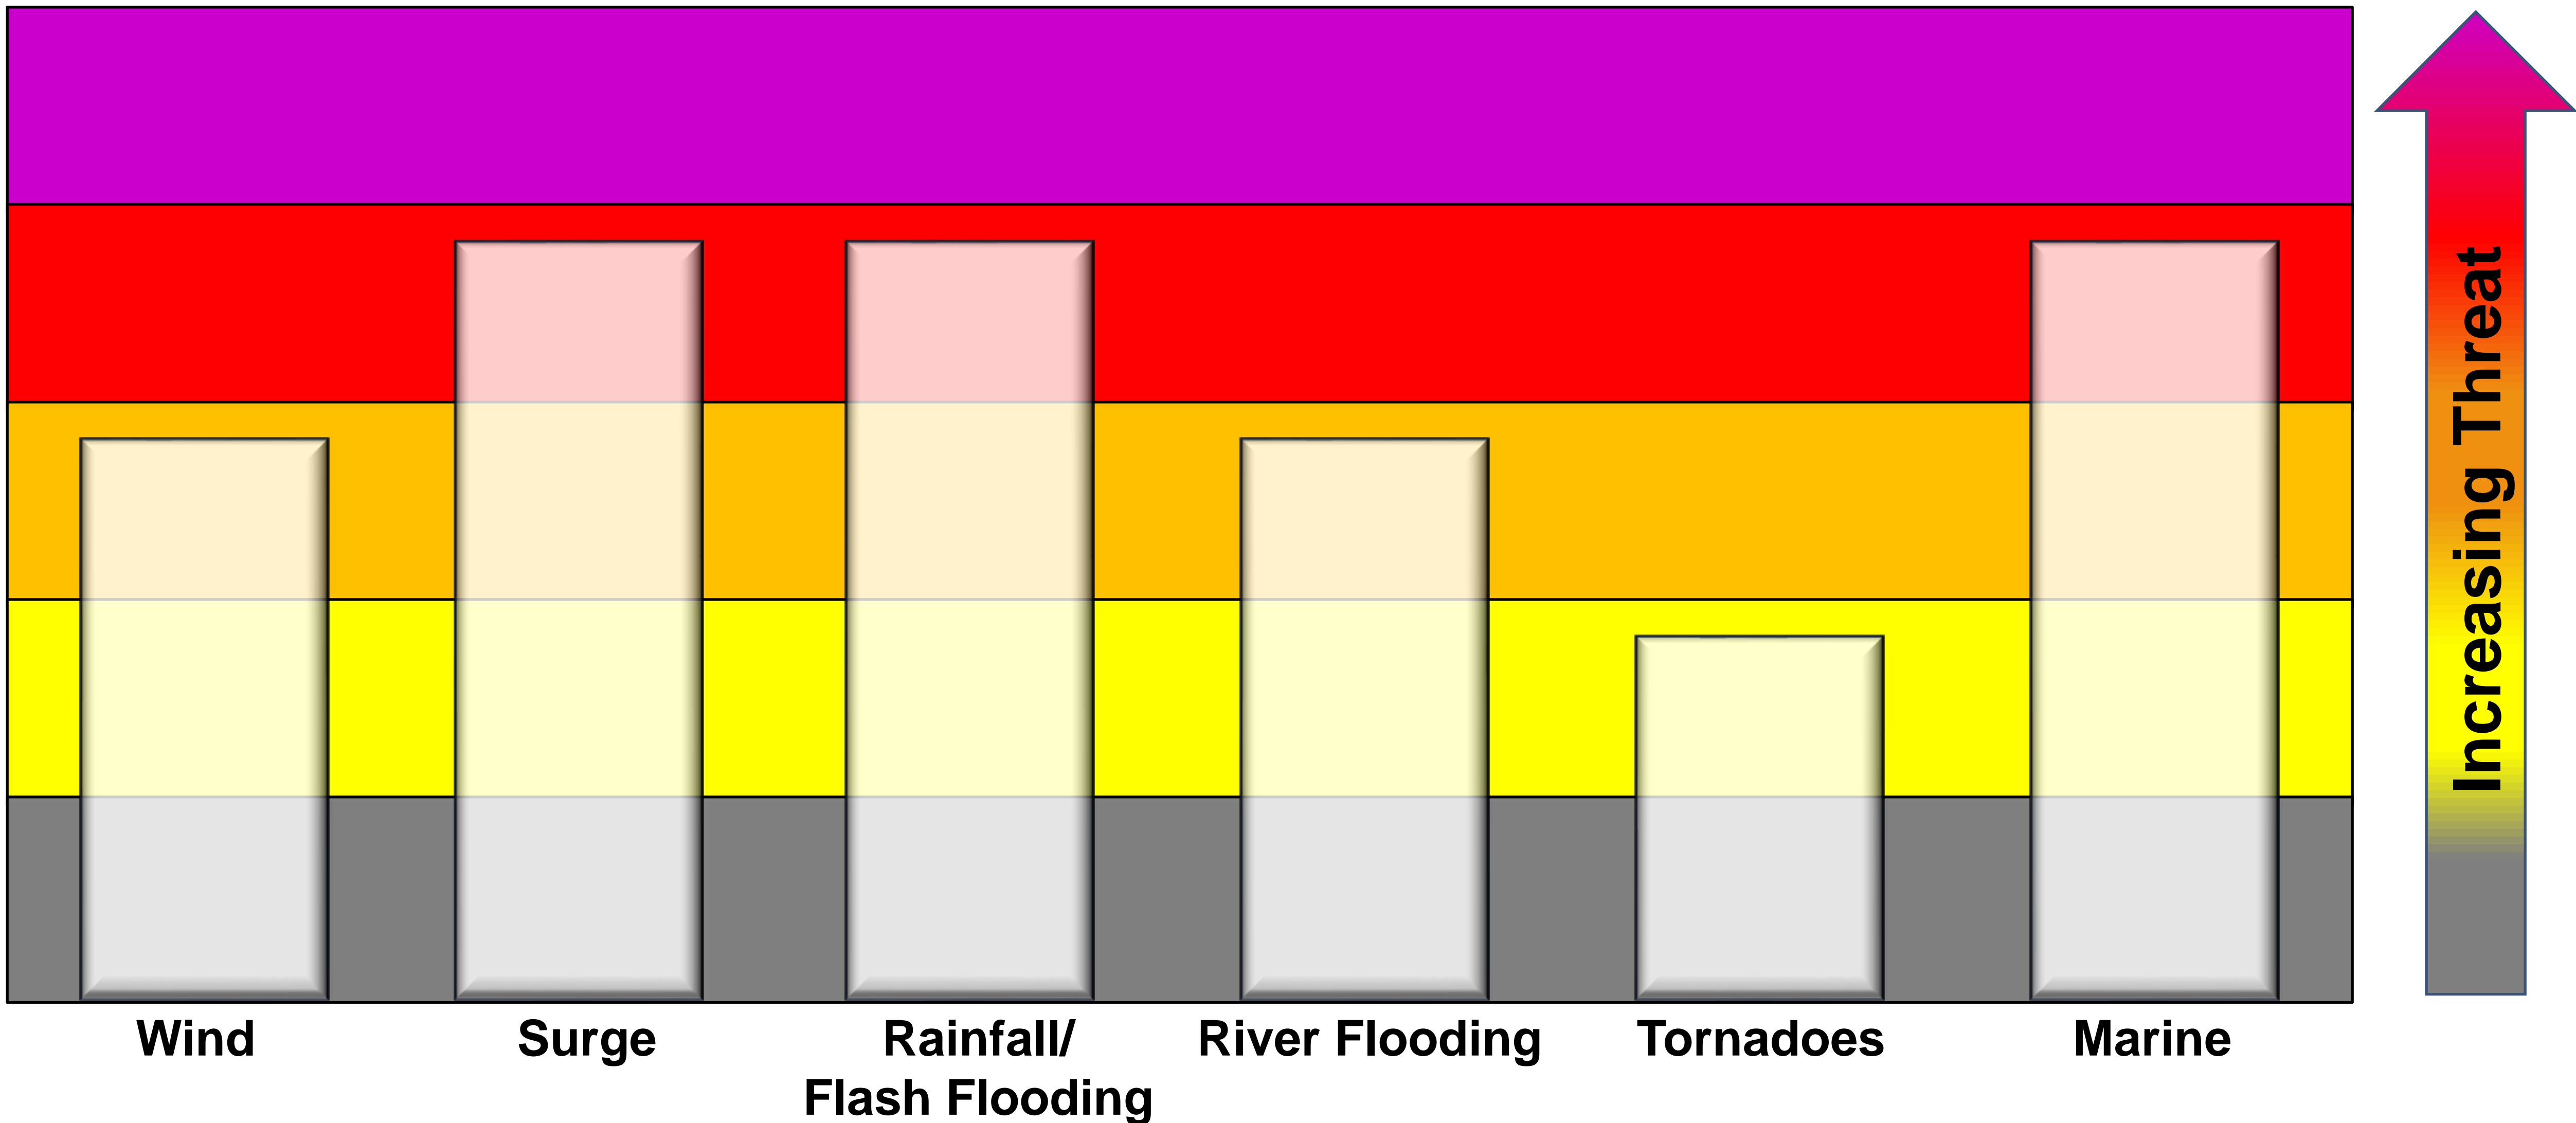 Increasing Threat
Wind
Surge
Rainfall/
Flash Flooding
River Flooding
Tornadoes
Marine